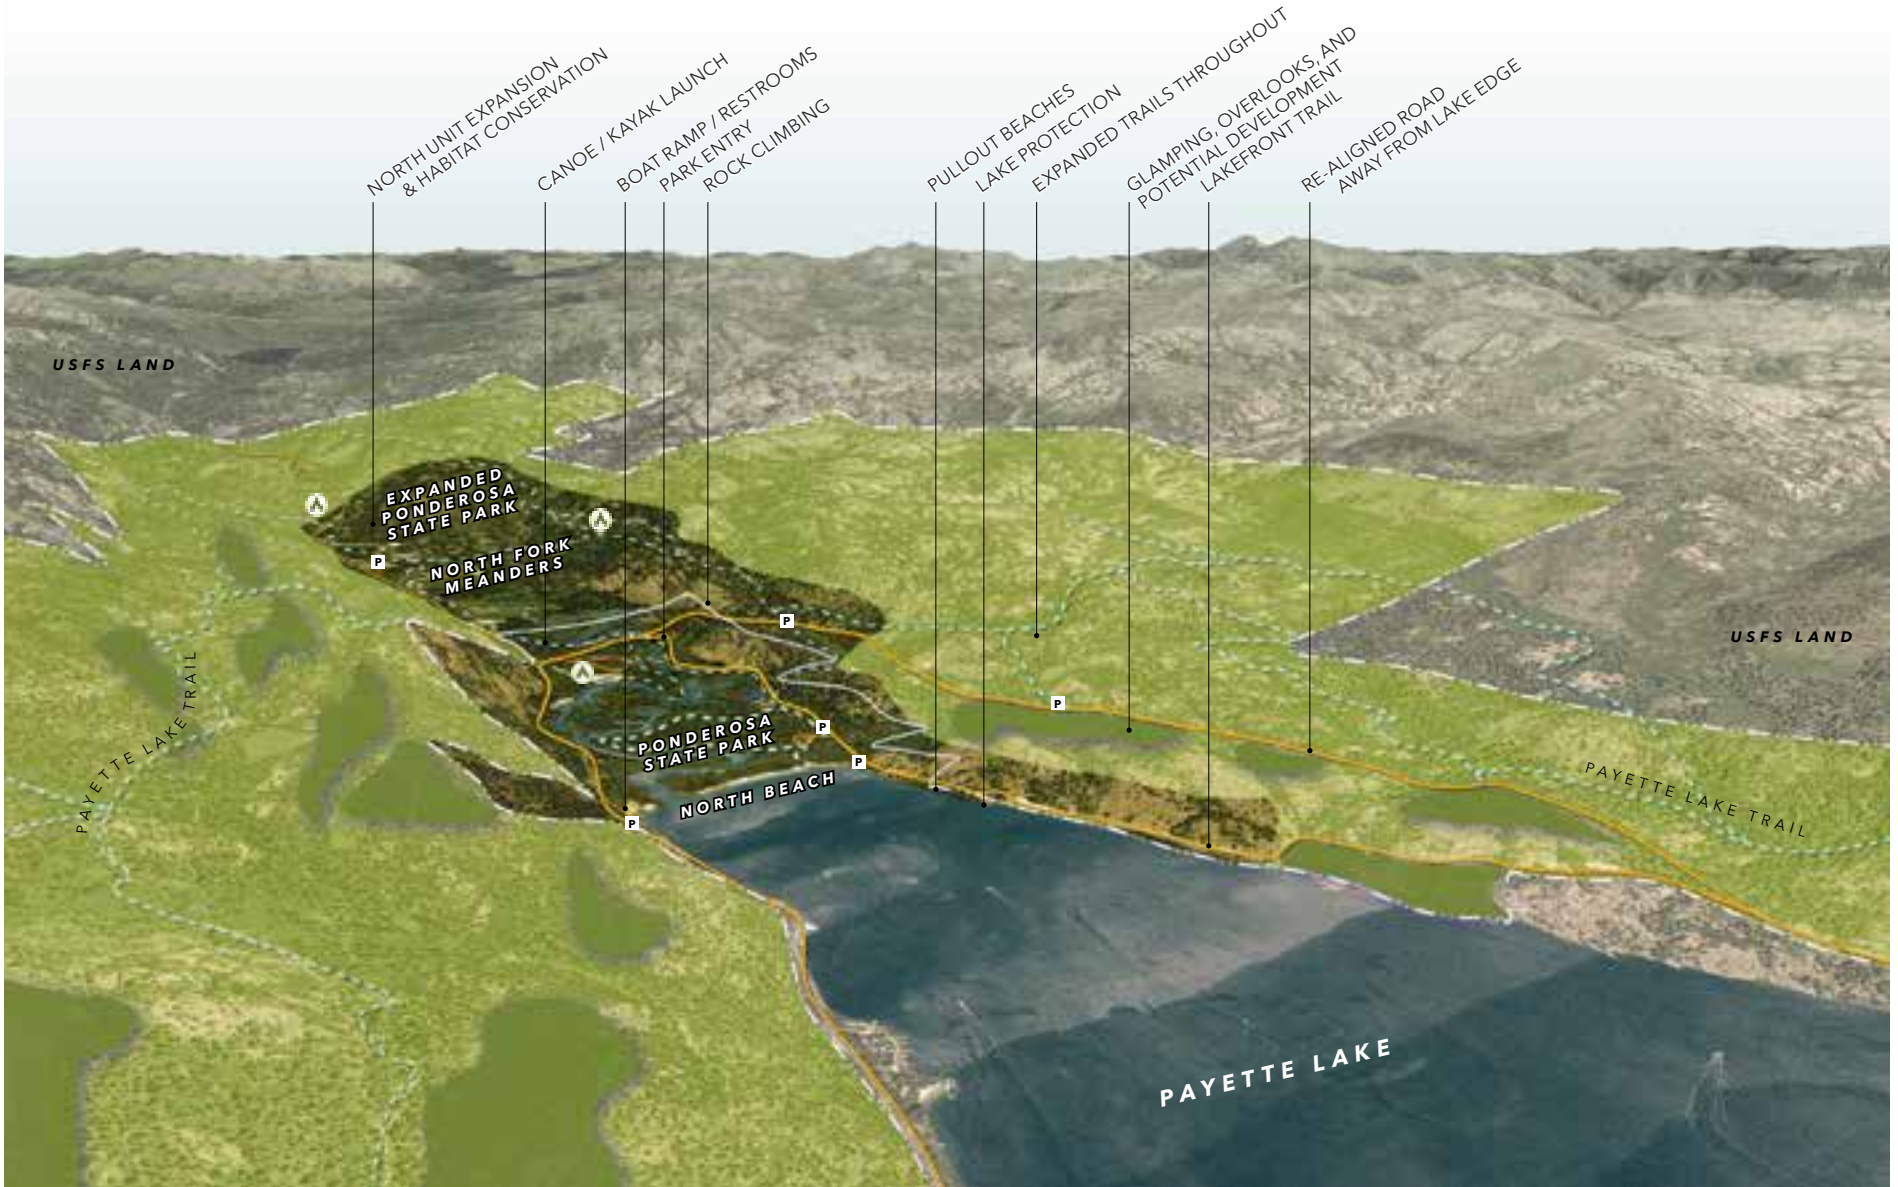 NORTH UNIT EXPANSION
& HABITAT CONSERVATION
CANOE / KAYAK LAUNCH
BOAT RAMP / RESTROOMS
PARK ENTRY
ROCK CLIMBING
PULLOUT BEACHES
LAKE PROTECTION
EXPANDED TRAILS THROUGHOUT
GLAMPING, OVERLOOKS, AND
POTENTIAL DEVELOPMENT
LAKEFRONT TRAIL
RE-ALIGNED ROAD
AWAY FROM LAKE EDGE
USFS LAND
EXPANDED
PONDEROSA
STATE PARK
P
NORTH FORK
MEANDERS
P
USFS LAND
PAYETTE LAKE TRAIL
P
P
PONDEROSA
STATE PARK
P
NORTH BEACH
P
PAYETTE LAKE TRAIL
PAYETTE LAKE